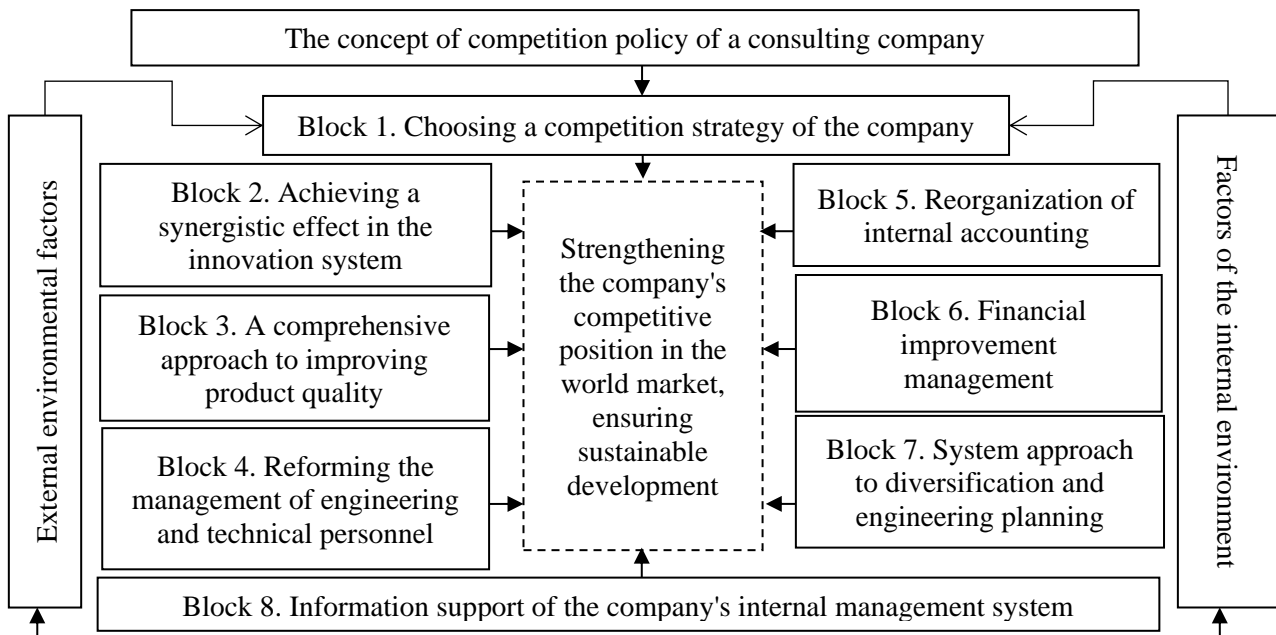 The concept of competition policy of a consulting company
Block 1. Choosing a competition strategy of the company
External environmental factors
Block 2. Achieving a
synergistic effect in the
innovation system
Block 3. A comprehensive
approach to improving
product quality
Block 4. Reforming the
management of engineering
and technical personnel
Strengthening
the company's
competitive
position in the
world market,
ensuring
sustainable
development
Block 5. Reorganization of
internal accounting
Block 6. Financial
improvement
management
Block 7. System approach
to diversification and
engineering planning
Factors of the internal environment
Block 8. Information support of the company's internal management system